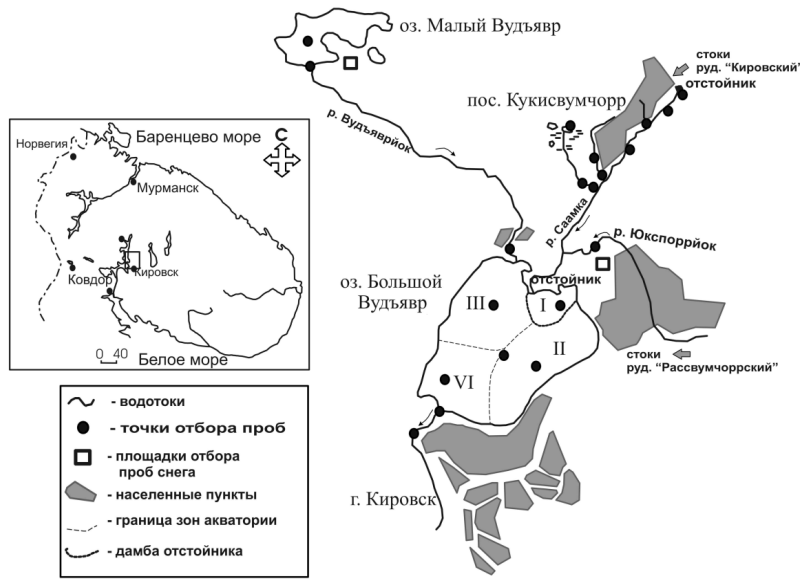 оз. Малый Вудъявр
стоки
руд. "Кировский"
отстойник
пос. Кукисвумчорр
р. Вудъяврйок
р. Саамка
р. Юкспоррйок
отстойник
оз. Большой
Вудъявр
I
II
III
VI
стоки
руд. "Рассвумчоррский"
г. Кировск
Норвегия
Баренцево море
С
Мурманск
Ковдор
Кировск
0 40
Белое море
- водотоки
- точки отбора проб
- площадки отбора
проб снега
- населенные пункты
- граница зон акватории
- дамба отстойника